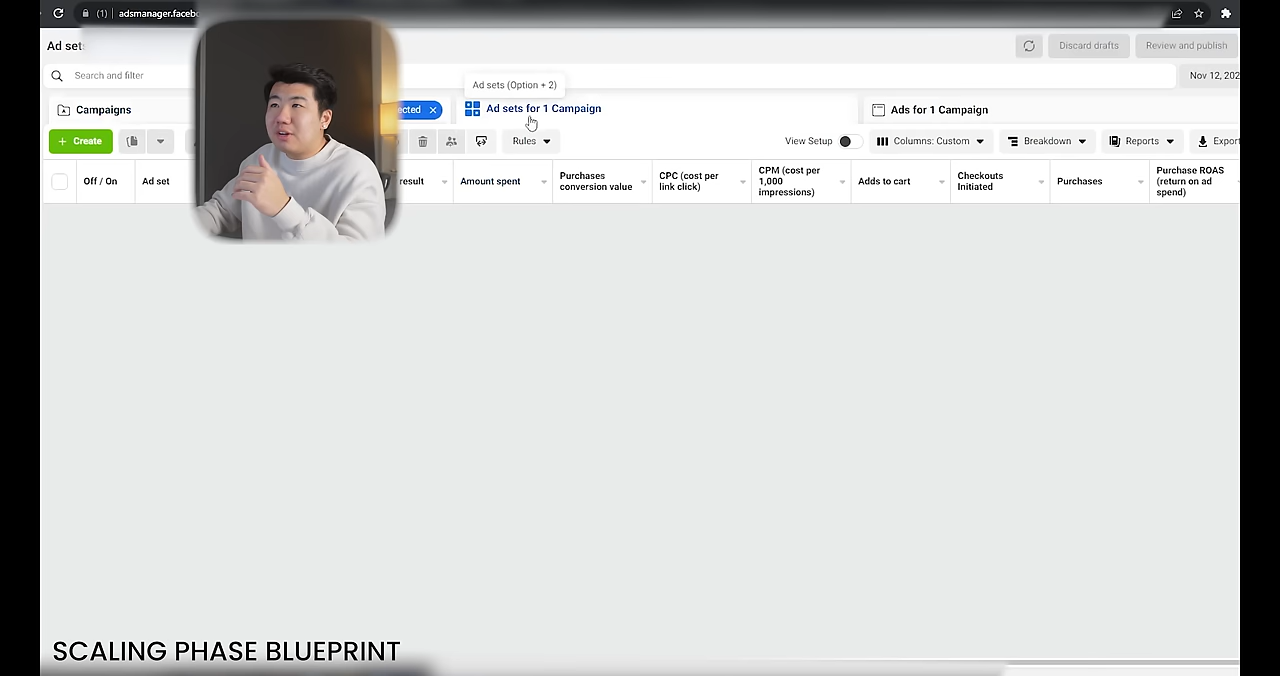 (1) adsmanager.facebo
Ad sets
Discard drafts
Review and publish
Search and filter
Ad sets (Option + 2)
Nov 12, 202
Campaigns
ected
Ad sets for 1 Campaign
Ads for 1 Campaign
+ Create
Rules
View Setup
Columns: Custom
Breakdown
Reports
Export
Off / On
Ad set
result
Amount spent
Purchases
conversion value
CPC (cost per
link click)
CPM (cost per
1,000
impressions)
Adds to cart
Checkouts
Initiated
Purchases
Purchase ROAS
(return on ad
spend)
SCALING PHASE BLUEPRINT